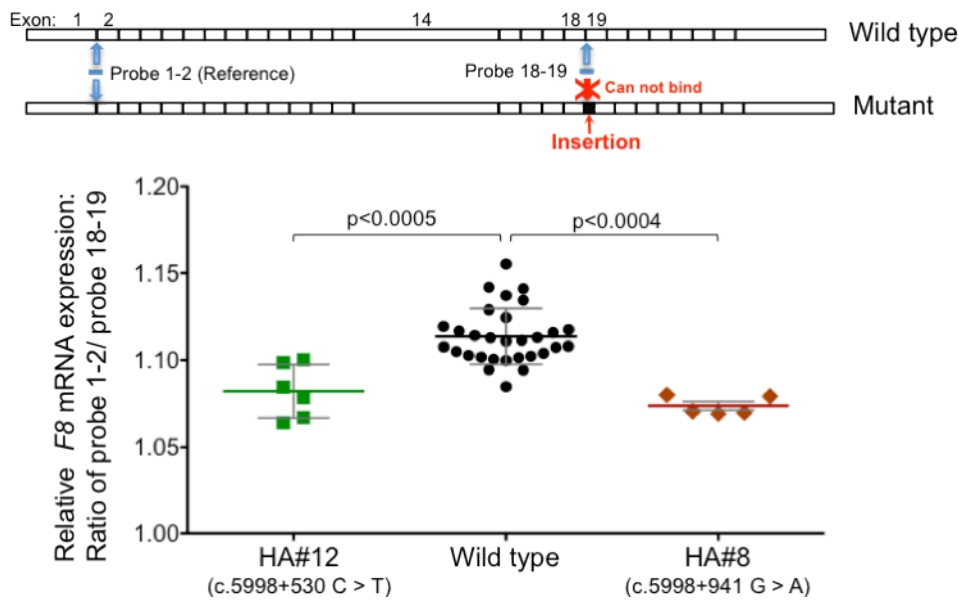 Exon: 1 2 14 18 19
Wild type
Probe 1-2 (Reference) Probe 18-19
Can not bind
Mutant
Insertion
Relative F8 mRNA expression:
Ratio of probe 1-2/ probe 18-19
1.20
1.15
1.10
1.05
1.00
p<0.0005 p<0.0004
HA#12 Wild type HA#8
(c.5998+530 C > T) (c.5998+941 G > A)